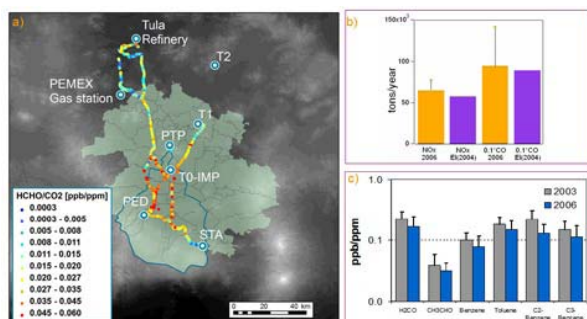 a)
Tula
Refinery
T2
PEMEX
Gas station
T1
PTP
T0-IMP
PED
STA
HCHO/CO2 [ppb/ppm]
0.0003
0.0003 - 0.005
0.005 - 0.008
0.008 - 0.011
0.011 - 0.015
0.015 - 0.020
0.020 - 0.027
0.027 - 0.035
0.035 - 0.045
0.045 - 0.060
0 10 20 40 km
b)
150x10³
100
50
0
tons/year
NOx
2006
NOx
EI(2004)
0.1*CO
2006
0.1*CO
EI(2004)
c)
2003
2006
1.0
0.1
0.0
ppb/ppm
H2CO
CH3CHO
Benzene
Toluene
C2-
Benzene
C3-
Benzene